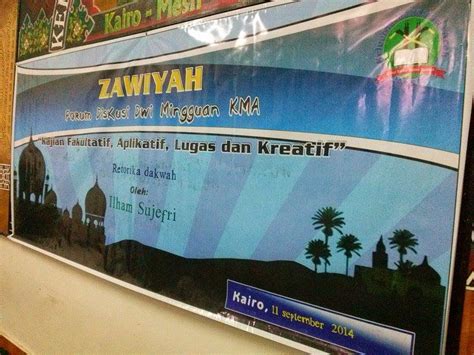 Kairo - Mesir
KE
ZAWIYAH
Forum Diskusi Dwi Mingguan KMA
"Kajian Fakultatif, Aplikatif, Lugas dan Kreatif"
Retorika dakwah
Oleh:
Ilham Sujefri
Kairo, 11 september 2014